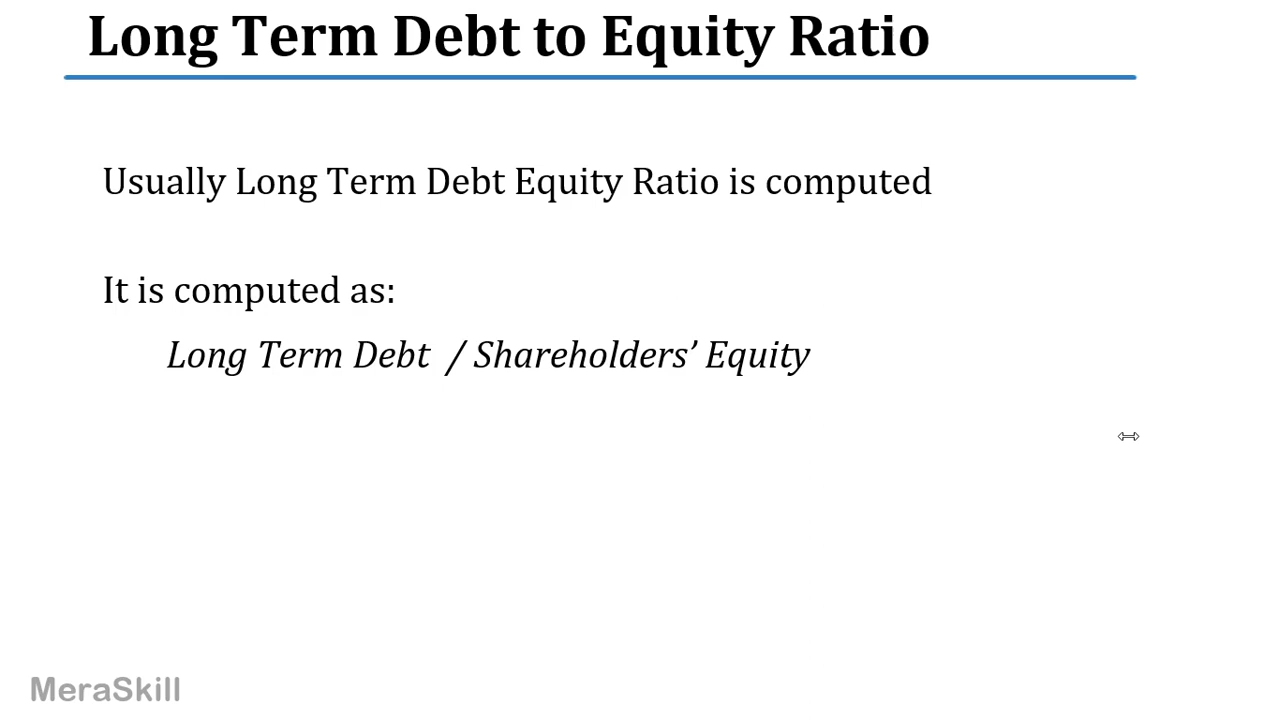 Long Term Debt to Equity Ratio
Usually Long Term Debt Equity Ratio is computed
It is computed as:
Long Term Debt / Shareholders’ Equity
MeraSkill